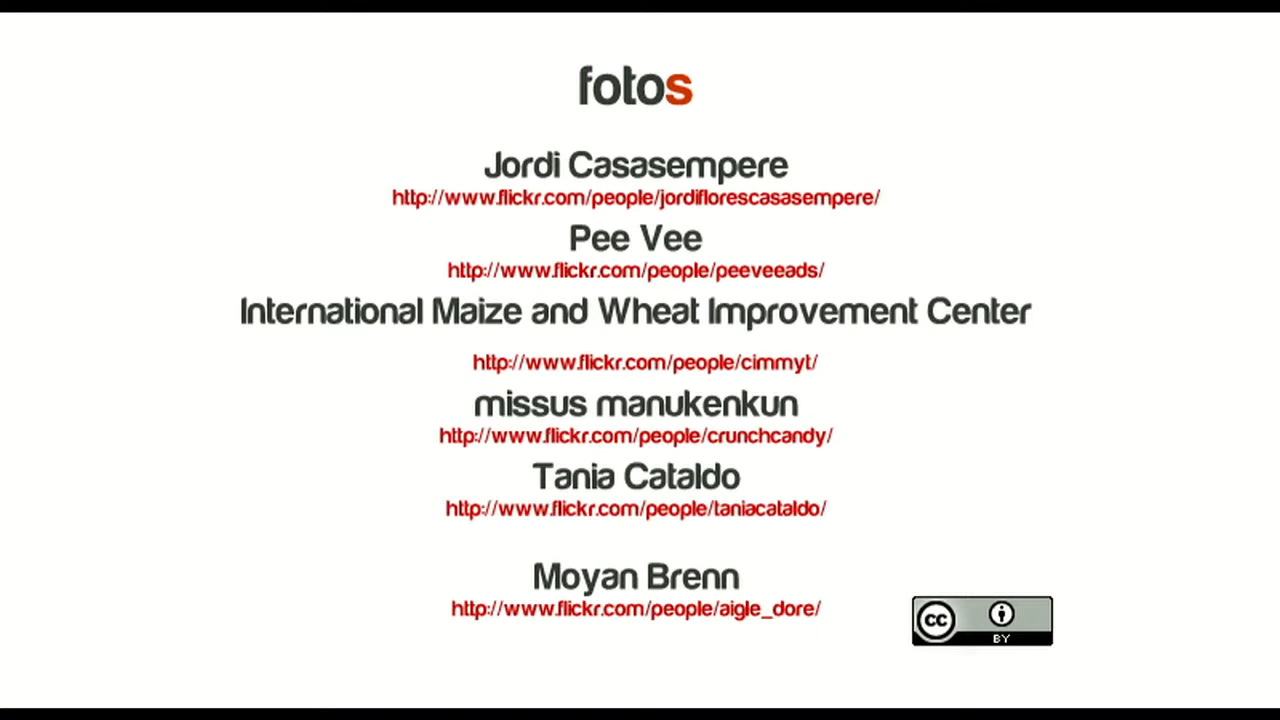 fotos
Jordi Casasempere
http://www.flickr.com/people/jordiflorescasasempere/
Pee Vee
http://www.flickr.com/people/peeveeads/
International Maize and Wheat Improvement Center
http://www.flickr.com/people/cimmyt/
missus manukenkun
http://www.flickr.com/people/crunchcandy/
Tania Cataldo
http://www.flickr.com/people/taniacataldo/
Moyan Brenn
http://www.flickr.com/people/aigle_dore/
cc
BY